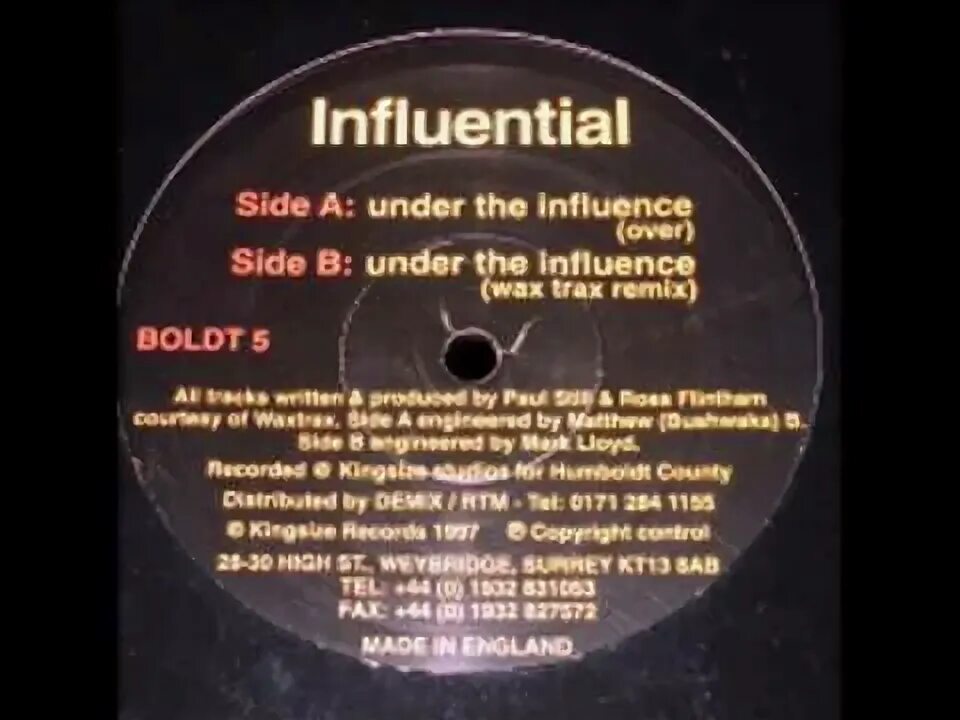 Influential
Side A: under the influence
(over)
Side B: under the influence
(wax trax remix)
BOLDT 5
All tracks written & produced by Paul & Ross
courtesy of Waxtrax. Side A engineered by Matthew (Bushwaka) B.
Side B engineered by Mark Lloyd.
Recorded @ Kingsize studios for Humboldt County
Distributed by / RTM - Tel: 0171 284
© Kingsize Records 1997 © Copyright control
28-30 HIGH ST., WEYBRIDGE, SURREY KT13 8AB
TEL: +44 (0) 1932
FAX: +44 (0) 1932
MADE IN ENGLAND